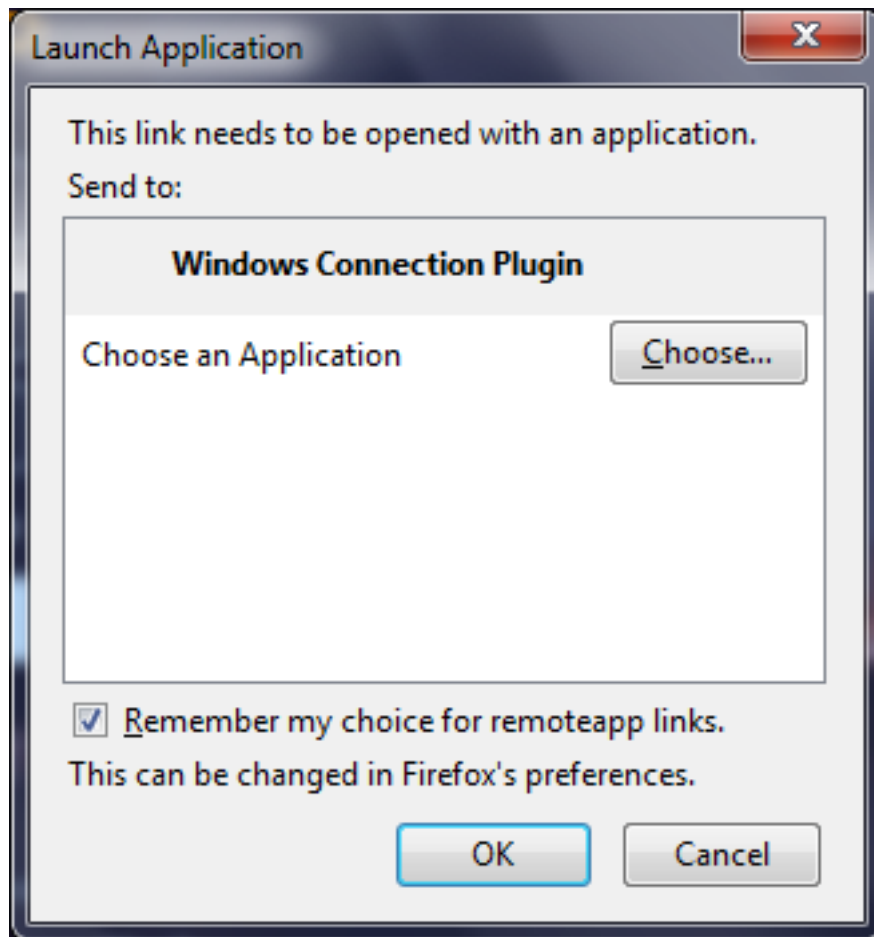 Launch Application
This link needs to be opened with an application.
Send to:
Windows Connection Plugin
Choose an Application
Choose...
Remember my choice for remoteapp links.
This can be changed in Firefox's preferences.
OK
Cancel